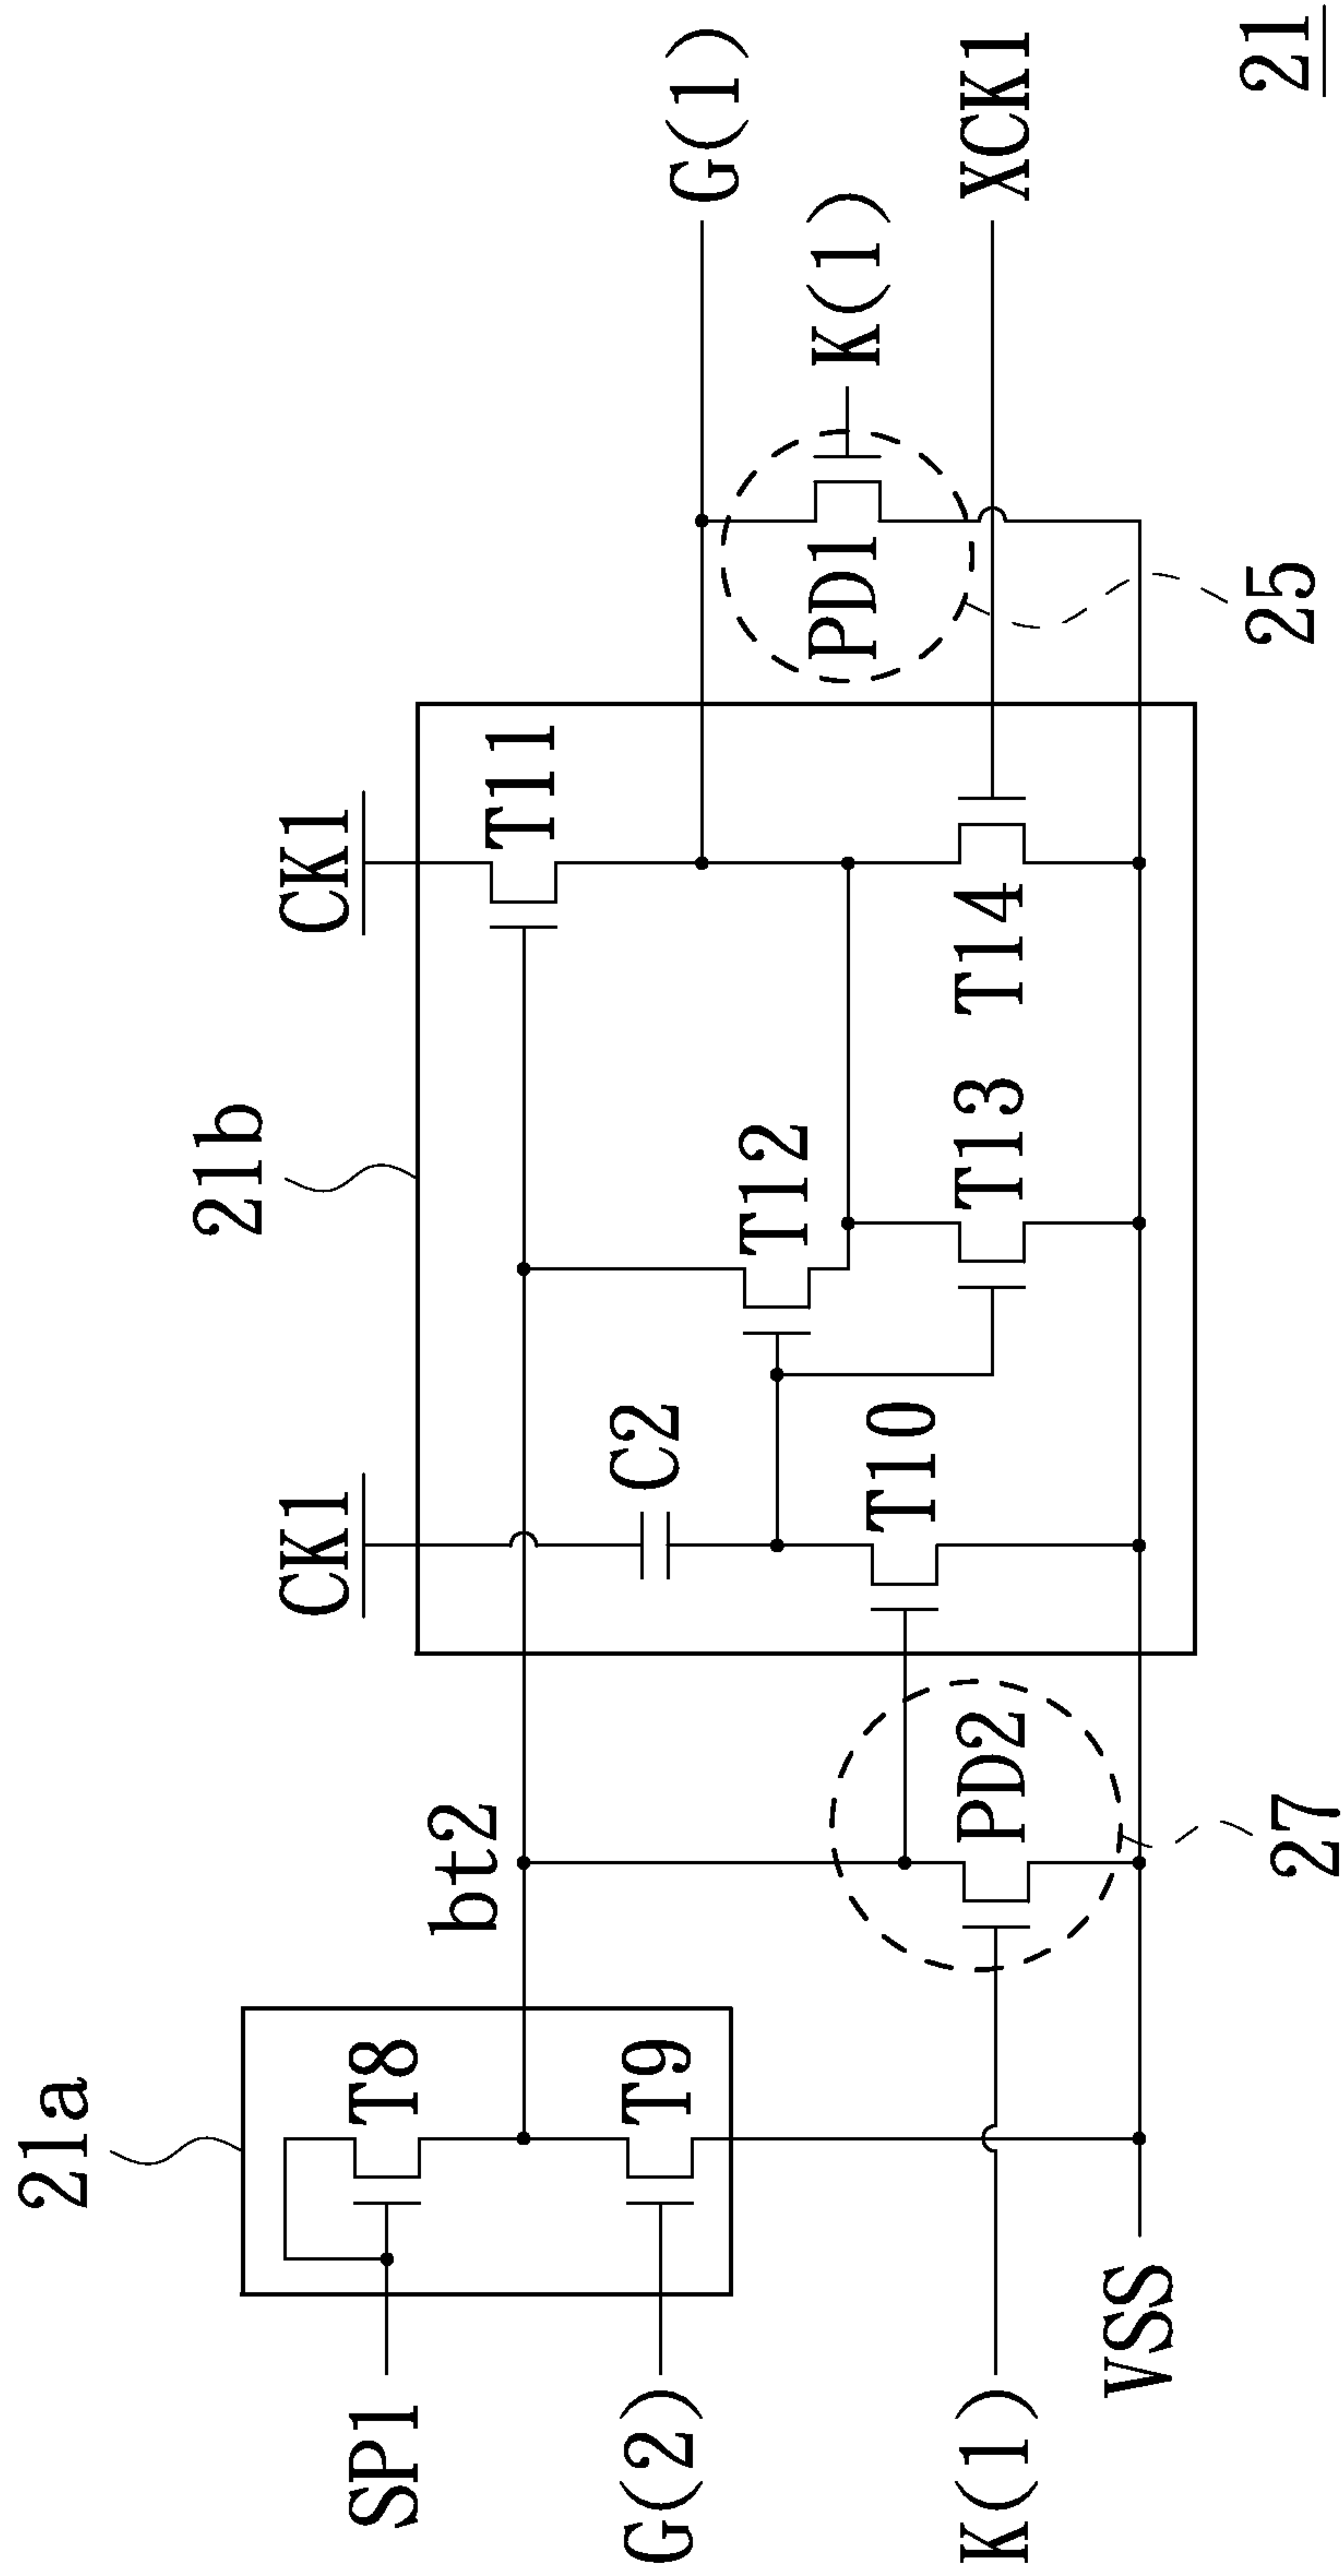 21a
21b
CK1
CK1
SP1
T8
bt2
C2
T12
T11
G(1)
G(2)
T9
T10
PD1
K(1)
K(1)
PD2
T13
T14
XCK1
VSS
27
25
21